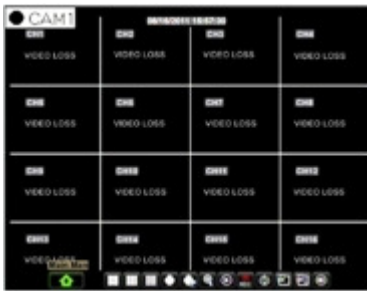 CAM1
CH1 CH2 CH3 CH4
VIDEO LOSS VIDEO LOSS VIDEO LOSS VIDEO LOSS
CH5 CH6 CH7 CH8
VIDEO LOSS VIDEO LOSS VIDEO LOSS VIDEO LOSS
CH9 CH10 CH11 CH12
VIDEO LOSS VIDEO LOSS VIDEO LOSS VIDEO LOSS
CH13 CH14 CH15 CH16
VIDEO LOSS VIDEO LOSS VIDEO LOSS VIDEO LOSS
Main